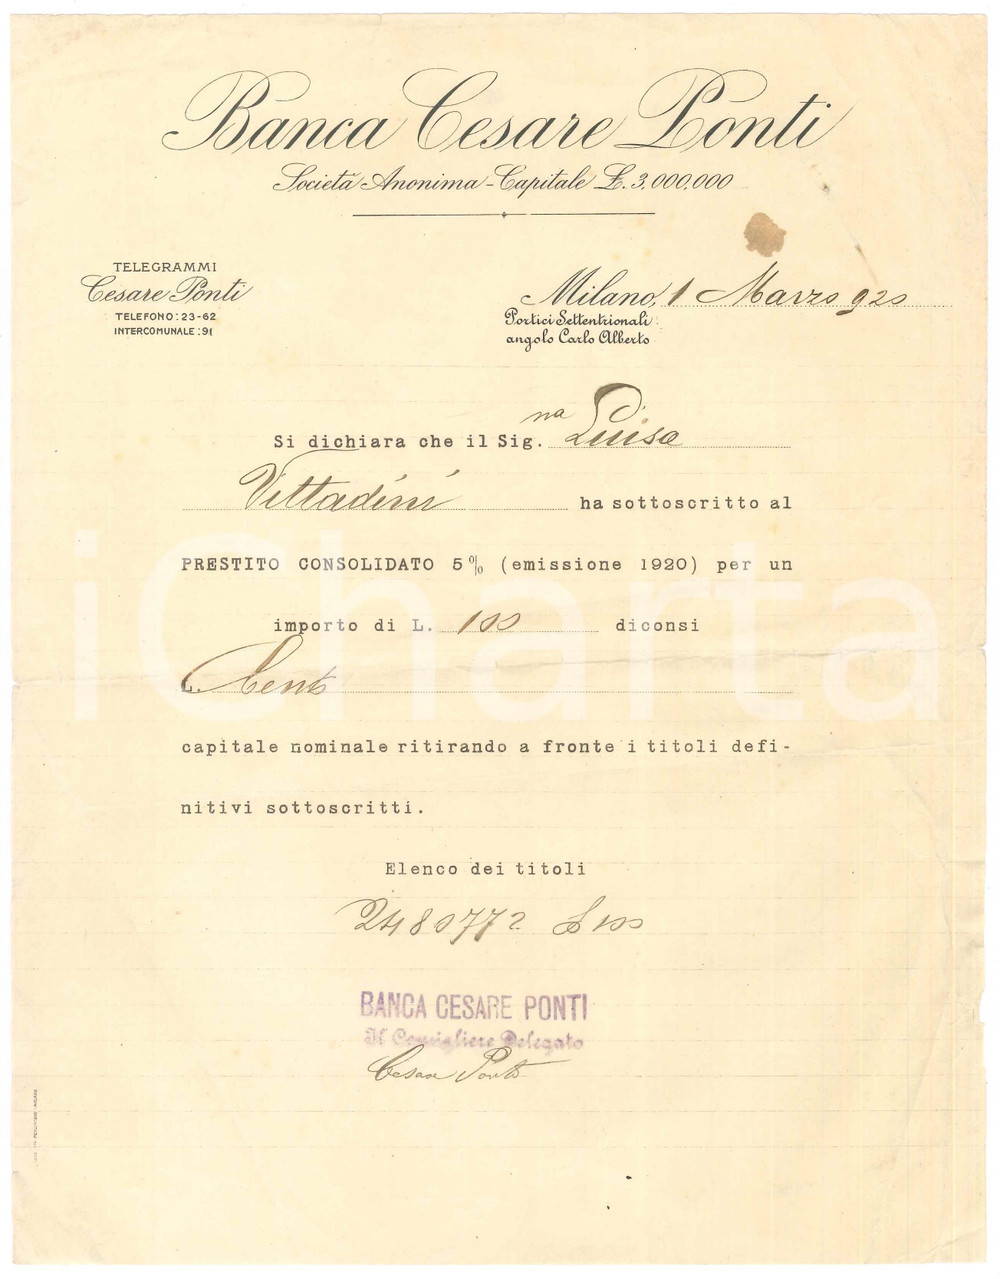 Banca Cesare Ponti
Società Anonima - Capitale £. 3.000.000
TELEGRAMMI
Cesare Ponti
TELEFONO: 23-62
INTERCOMUNALE: 91
Milano, 1 Marzo 920
Portici Settentrionali
angolo Carlo Alberto
Si dichiara che il Sig.na Luisa
Vittadini ha sottoscritto al
PRESTITO CONSOLIDATO 5% (emissione 1920) per un
importo di L. 100 diconsi
L. Cento
capitale nominale ritirando a fronte i titoli defi-
nitivi sottoscritti.
Elenco dei titoli
2480772 £ 100
BANCA CESARE PONTI
Il Consigliere Delegato
Cesare Ponti
iCharta